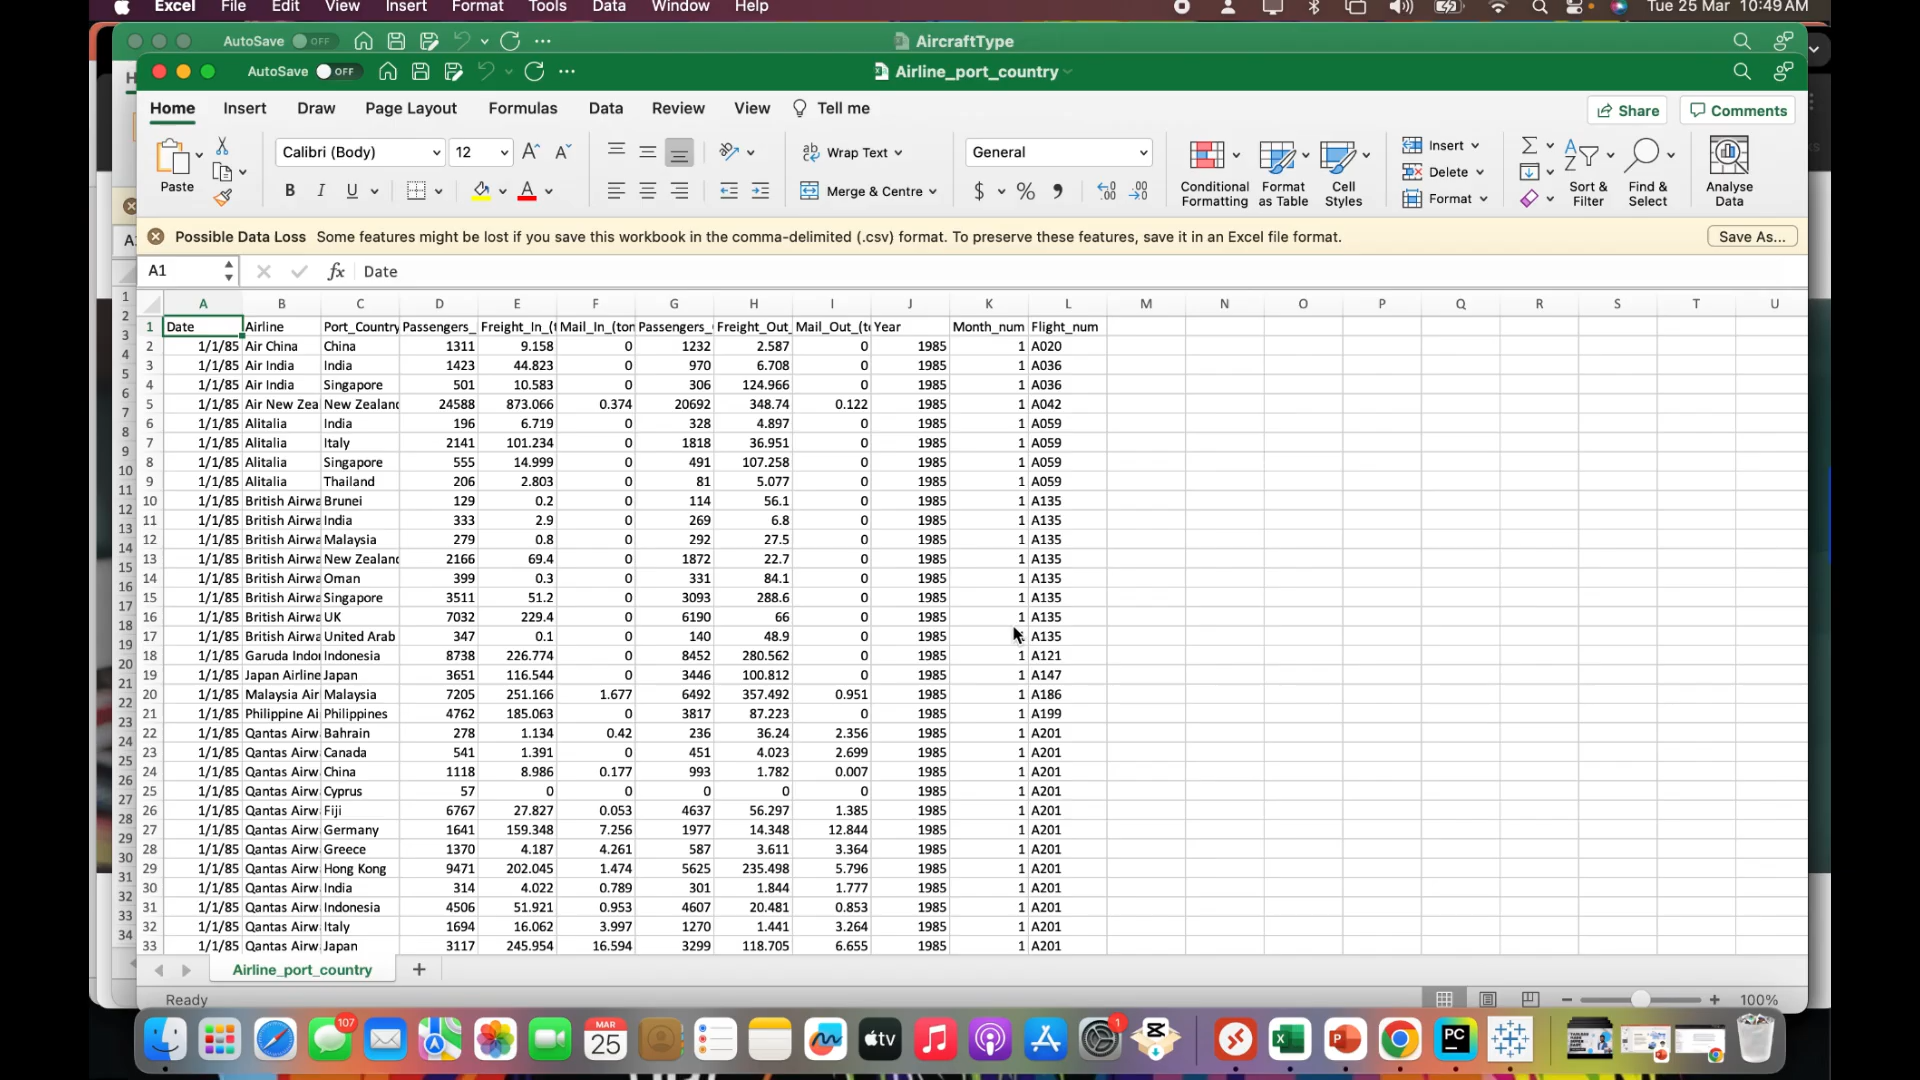 Excel File Edit View Insert Format Tools Data Window Help Tue 25 Mar 10:49 AM
AutoSave OFF AircraftType
AutoSave OFF Airline_port_country
Home Insert Draw Page Layout Formulas Data Review View Tell me Share Comments
Calibri (Body) 12 Wrap Text General Insert
Paste Delete
Merge & Centre Conditional Formatting Format as Table Cell Styles Format Sort & Filter Find & Select Analyse Data
Possible Data Loss Some features might be lost if you save this workbook in the comma-delimited (.csv) format. To preserve these features, save it in an Excel file format. Save As...
A1 fx Date
A B C D E F G H I J K L M N O P Q R S T U
1 Date Airline Port_Country Passengers_ Freight_In_(t Mail_In_(ton Passengers_ Freight_Out_ Mail_Out_(to Year Month_num Flight_num
2 1/1/85 Air China China 1311 9.158 0 1232 2.587 0 1985 1 A020
3 1/1/85 Air India India 1423 44.823 0 970 6.708 0 1985 1 A036
4 1/1/85 Air India Singapore 501 10.583 0 306 124.966 0 1985 1 A036
5 1/1/85 Air New Zea New Zealand 24588 873.066 0.374 20692 348.74 0.122 1985 1 A042
6 1/1/85 Alitalia India 196 6.719 0 328 4.897 0 1985 1 A059
7 1/1/85 Alitalia Italy 2141 101.234 0 1818 36.951 0 1985 1 A059
8 1/1/85 Alitalia Singapore 555 14.999 0 491 107.258 0 1985 1 A059
9 1/1/85 Alitalia Thailand 206 2.803 0 81 5.077 0 1985 1 A059
10 1/1/85 British Airwa Brunei 129 0.2 0 114 56.1 0 1985 1 A135
11 1/1/85 British Airwa India 333 2.9 0 269 6.8 0 1985 1 A135
12 1/1/85 British Airwa Malaysia 279 0.8 0 292 27.5 0 1985 1 A135
13 1/1/85 British Airwa New Zealand 2166 69.4 0 1872 22.7 0 1985 1 A135
14 1/1/85 British Airwa Oman 399 0.3 0 331 84.1 0 1985 1 A135
15 1/1/85 British Airwa Singapore 3511 51.2 0 3093 288.6 0 1985 1 A135
16 1/1/85 British Airwa UK 7032 229.4 0 6190 66 0 1985 1 A135
17 1/1/85 British Airwa United Arab 347 0.1 0 140 48.9 0 1985 1 A135
18 1/1/85 Garuda Indo Indonesia 8738 226.774 0 8452 280.562 0 1985 1 A121
19 1/1/85 Japan Airline Japan 3651 116.544 0 3446 100.812 0 1985 1 A147
20 1/1/85 Malaysia Air Malaysia 7205 251.166 1.677 6492 357.492 0.951 1985 1 A186
21 1/1/85 Philippine Ai Philippines 4762 185.063 0 3817 87.223 0 1985 1 A199
22 1/1/85 Qantas Airw Bahrain 278 1.134 0.42 236 36.24 2.356 1985 1 A201
23 1/1/85 Qantas Airw Canada 541 1.391 0 451 4.023 2.699 1985 1 A201
24 1/1/85 Qantas Airw China 1118 8.986 0.177 993 1.782 0.007 1985 1 A201
25 1/1/85 Qantas Airw Cyprus 57 0 0 0 0 0 1985 1 A201
26 1/1/85 Qantas Airw Fiji 6767 27.827 0.053 4637 56.297 1.385 1985 1 A201
27 1/1/85 Qantas Airw Germany 1641 159.348 7.256 1977 14.348 12.844 1985 1 A201
28 1/1/85 Qantas Airw Greece 1370 4.187 4.261 587 3.611 3.364 1985 1 A201
29 1/1/85 Qantas Airw Hong Kong 9471 202.045 1.474 5625 235.498 5.796 1985 1 A201
30 1/1/85 Qantas Airw India 314 4.022 0.789 301 1.844 1.777 1985 1 A201
31 1/1/85 Qantas Airw Indonesia 4506 51.921 0.953 4607 20.481 0.853 1985 1 A201
32 1/1/85 Qantas Airw Italy 1694 16.062 3.997 1270 1.441 3.264 1985 1 A201
33 1/1/85 Qantas Airw Japan 3117 245.954 16.594 3299 118.705 6.655 1985 1 A201
Airline_port_country
Ready 100%
107 MAR 25 tv 1 PC